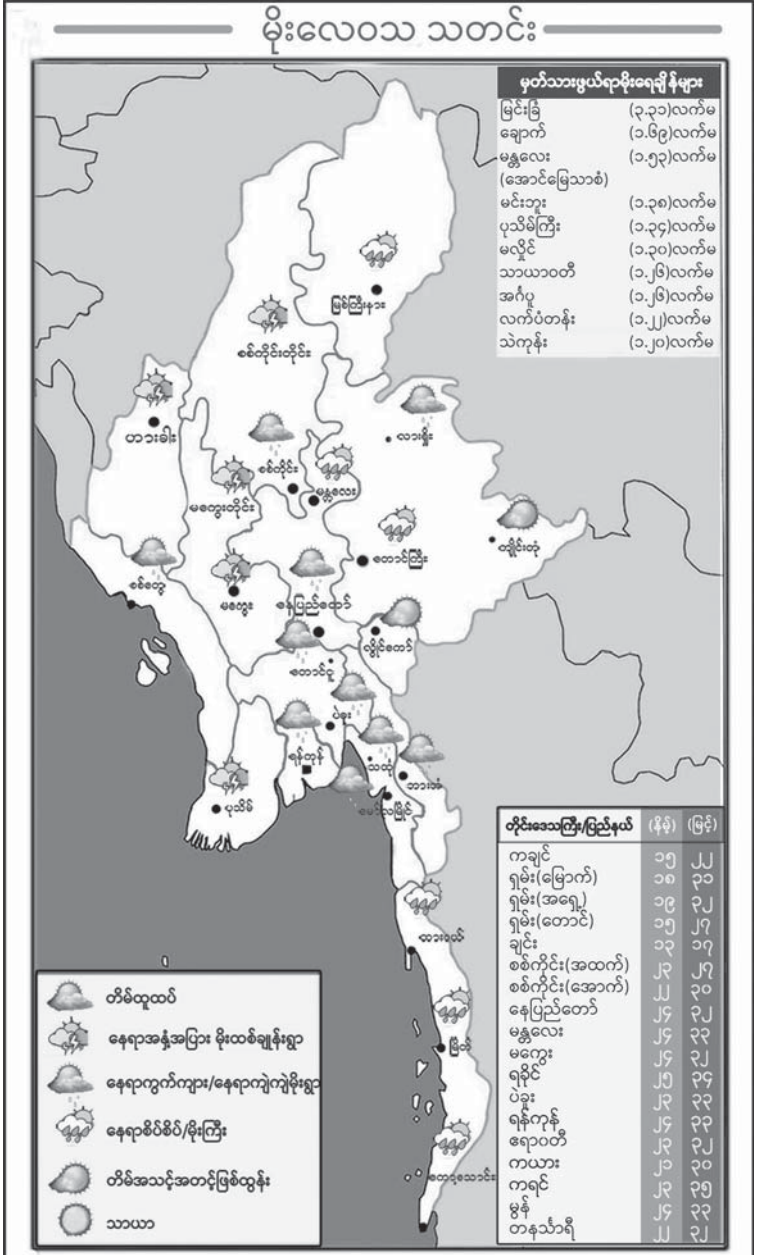 မိုးလေဝသ သတင်း
မှတ်သားဖွယ်ရာမိုးရေချိန်များ
မြင်းခြံ (၃.၃၁)လက်မ
ချောက် (၁.၆၉)လက်မ
မန္တလေး (၁.၅၃)လက်မ
(အောင်မြေသာစံ)
မင်းဘူး (၁.၃၈)လက်မ
ပုသိမ်ကြီး (၁.၃၄)လက်မ
မလှိုင် (၁.၃၀)လက်မ
သာယာဝတီ (၁.၂၆)လက်မ
အင်္ဂပူ (၁.၂၆)လက်မ
လက်ပံတန်း (၁.၂၂)လက်မ
သဲကုန်း (၁.၂၀)လက်မ
မြစ်ကြီးနား
စစ်ကိုင်းတိုင်း
ဟားခါး
လားရှိုး
စစ်ကိုင်း
မန္တလေး
မကွေးတိုင်း
တောင်ကြီး
ကျိုင်းတုံ
စစ်တွေ
မကွေး
နေပြည်တော်
လွိုင်ကော်
တောင်ငူ
ပဲခူး
ရန်ကုန်
သထုံ
ဘားအံ
ပုသိမ်
မော်လမြိုင်
ထားဝယ်
မြိတ်
ကော့သောင်း
တိမ်ထူထပ်
နေရာအနှံ့အပြား မိုးထစ်ချုန်းရွာ
နေရာကွက်ကျား/နေရာကျဲကျဲမိုးရွာ
နေရာစိပ်စိပ်/မိုးကြီး
တိမ်အသင့်အတင့်ဖြစ်ထွန်း
သာယာ
တိုင်းဒေသကြီး/ပြည်နယ် (နိမ့်) (မြင့်)
ကချင် ၁၅ ၂၂
ရှမ်း(မြောက်) ၁၈ ၃၁
ရှမ်း(အရှေ့) ၁၉ ၃၂
ရှမ်း(တောင်) ၁၅ ၂၇
ချင်း ၁၃ ၁၇
စစ်ကိုင်း(အထက်) ၂၃ ၂၇
စစ်ကိုင်း(အောက်) ၂၂ ၃၀
နေပြည်တော် ၂၄ ၃၂
မန္တလေး ၂၄ ၃၃
မကွေး ၂၄ ၃၂
ရခိုင် ၂၅ ၃၄
ပဲခူး ၂၃ ၃၃
ရန်ကုန် ၂၄ ၃၃
ဧရာဝတီ ၂၃ ၃၂
ကယား ၂၁ ၃၀
ကရင် ၂၃ ၃၅
မွန် ၂၄ ၃၃
တနင်္သာရီ ၂၂ ၃၂